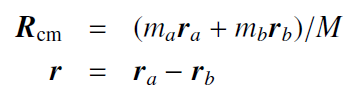 R_cm = (m_a r_a + m_b r_b)/M
r = r_a − r_b